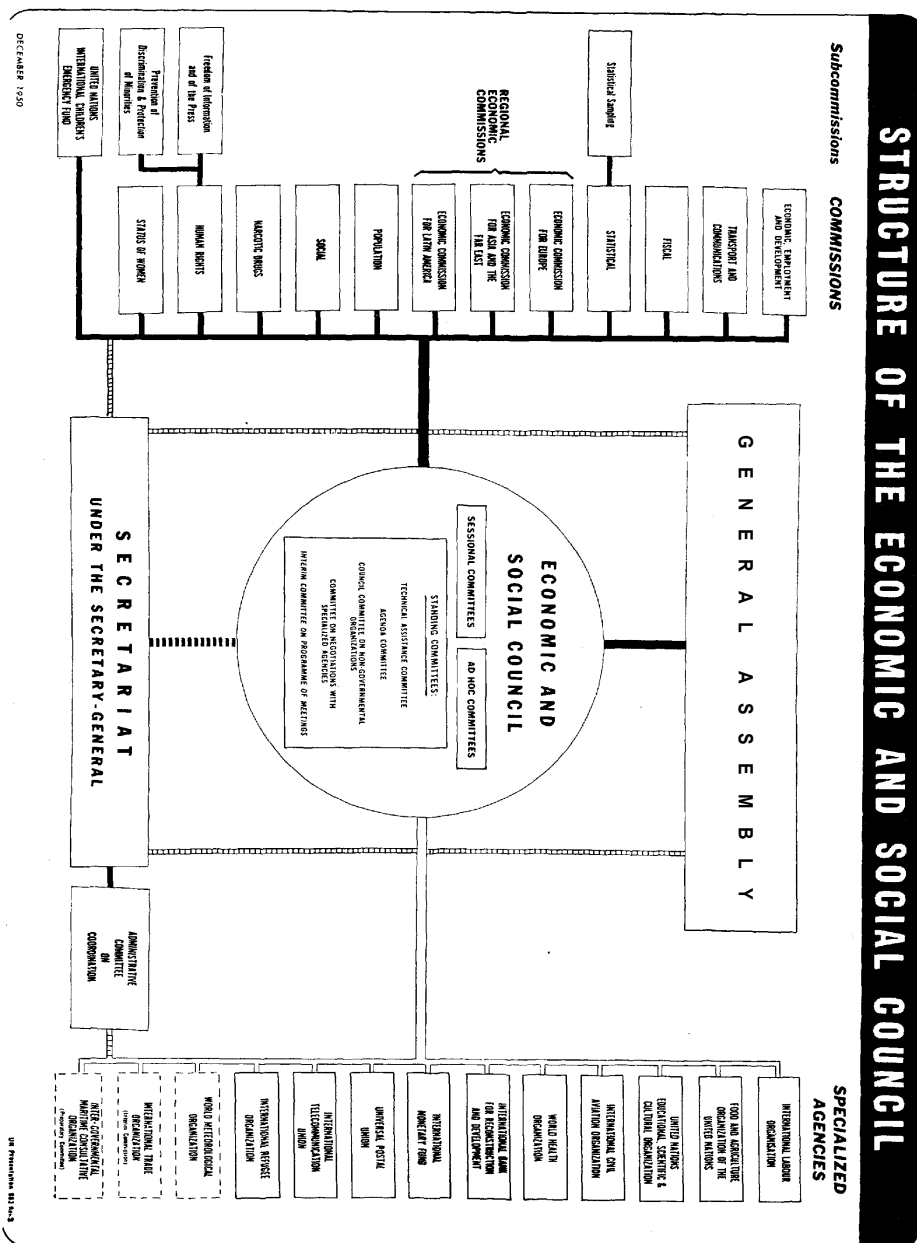 STRUCTURE OF THE ECONOMIC AND SOCIAL COUNCIL
Subcommissions
COMMISSIONS
SPECIALIZED
AGENCIES
ECONOMIC, EMPLOYMENT
AND DEVELOPMENT
TRANSPORT AND
COMMUNICATIONS
FISCAL
Statistical Sampling
STATISTICAL
REGIONAL
ECONOMIC
COMMISSIONS
ECONOMIC COMMISSION
FOR EUROPE
ECONOMIC COMMISSION
FOR ASIA AND THE
FAR EAST
ECONOMIC COMMISSION
FOR LATIN AMERICA
POPULATION
SOCIAL
NARCOTIC DRUGS
Freedom of Information
and of the Press
HUMAN RIGHTS
Prevention of
Discrimination & Protection
of Minorities
STATUS OF WOMEN
UNITED NATIONS
INTERNATIONAL CHILDREN'S
EMERGENCY FUND
GENERAL ASSEMBLY
ECONOMIC AND
SOCIAL COUNCIL
SESSIONAL COMMITTEES
AD HOC COMMITTEES
STANDING COMMITTEES:
TECHNICAL ASSISTANCE COMMITTEE
AGENDA COMMITTEE
COUNCIL COMMITTEE ON NON-GOVERNMENTAL
ORGANIZATIONS
COMMITTEE ON NEGOTIATIONS WITH
SPECIALIZED AGENCIES
INTERIM COMMITTEE ON PROGRAMME OF MEETINGS
SECRETARIAT
UNDER THE SECRETARY-GENERAL
ADMINISTRATIVE
COMMITTEE
ON
COORDINATION
INTERNATIONAL LABOUR
ORGANISATION
FOOD AND AGRICULTURE
ORGANIZATION OF THE
UNITED NATIONS
UNITED NATIONS
EDUCATIONAL, SCIENTIFIC &
CULTURAL ORGANIZATION
INTERNATIONAL CIVIL
AVIATION ORGANIZATION
WORLD HEALTH
ORGANIZATION
INTERNATIONAL BANK
FOR RECONSTRUCTION
AND DEVELOPMENT
INTERNATIONAL
MONETARY FUND
UNIVERSAL POSTAL
UNION
INTERNATIONAL
TELECOMMUNICATION
UNION
INTERNATIONAL REFUGEE
ORGANIZATION
WORLD METEOROLOGICAL
ORGANIZATION
INTERNATIONAL TRADE
ORGANIZATION
(Interim Commission)
INTER-GOVERNMENTAL
MARITIME CONSULTATIVE
ORGANIZATION
(Preparatory Committee)
DECEMBER 1950
UN Presentation